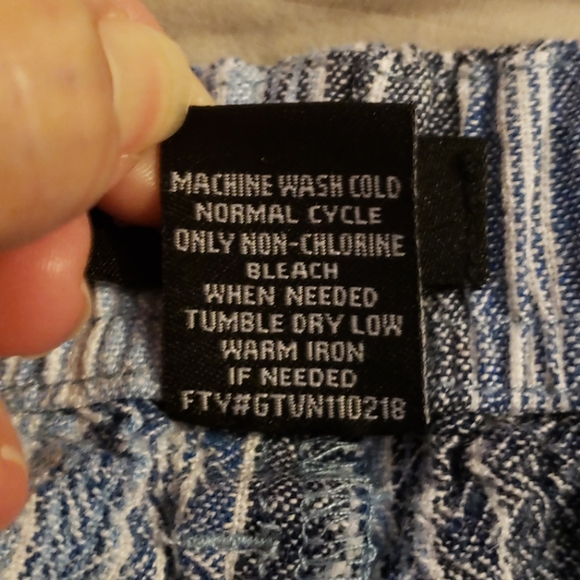 MACHINE WASH COLD
NORMAL CYCLE
ONLY NON-CHLORINE
BLEACH
WHEN NEEDED
TUMBLE DRY LOW
WARM IRON
IF NEEDED
FTY#GTVN110218